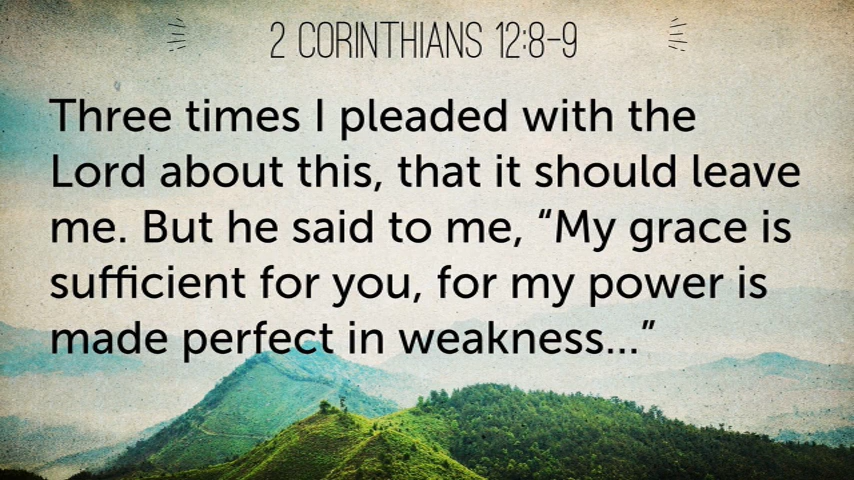 2 CORINTHIANS 12:8-9
Three times I pleaded with the
Lord about this, that it should leave
me. But he said to me, “My grace is
sufficient for you, for my power is
made perfect in weakness...”